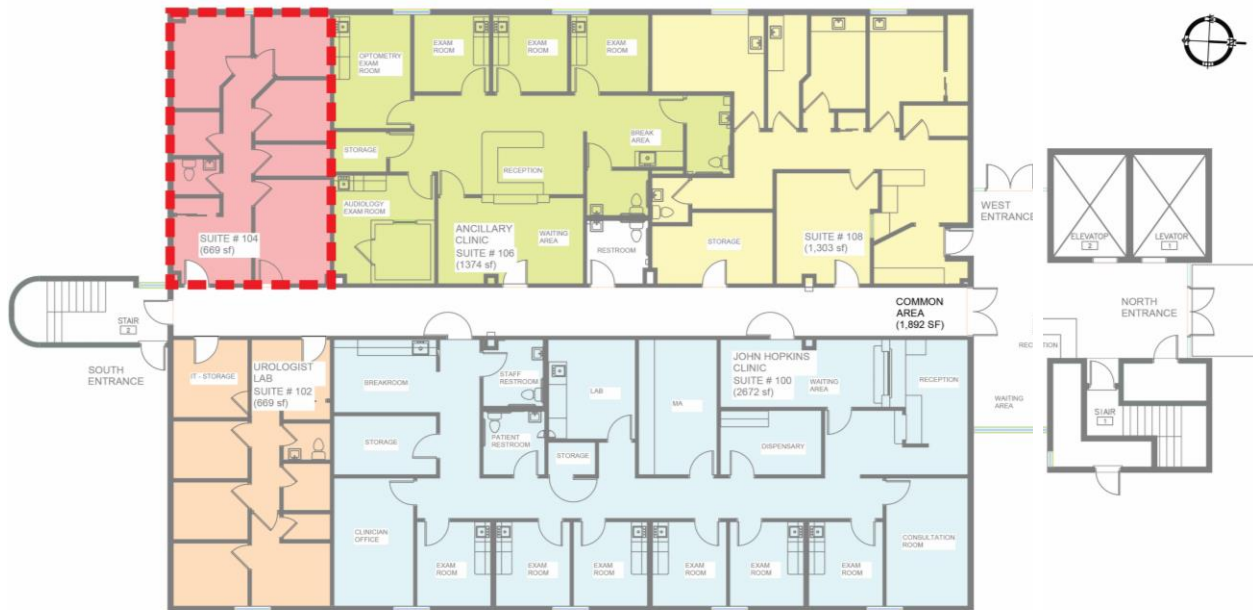 OPTOMETRY
EXAM
ROOM
EXAM
ROOM
EXAM
ROOM
EXAM
ROOM
STORAGE
BREAK
AREA
RECEPTION
AUDIOLOGY
EXAM ROOM
SUITE # 104
(669 sf)
ANCILLARY
CLINIC
SUITE # 106
(1374 sf)
WAITING
AREA
RESTROOM
STORAGE
SUITE # 108
(1,303 sf)
WEST
ENTRANCE
ELEVATOP
2
LEVATOR
1
STAIR
2
COMMON
AREA
(1,892 SF)
NORTH
ENTRANCE
RECEPTION
SOUTH
ENTRANCE
IT - STORAGE
UROLOGIST
LAB
SUITE # 102
(669 sf)
BREAKROOM
STAFF
RESTROOM
LAB
MA
JOHN HOPKINS
CLINIC
SUITE # 100
(2672 sf)
WAITING
AREA
RECEPTION
WAITING
AREA
STAIR
1
STORAGE
PATIENT
RESTROOM
STORAGE
DISPENSARY
CLINICIAN
OFFICE
EXAM
ROOM
EXAM
ROOM
EXAM
ROOM
EXAM
ROOM
EXAM
ROOM
EXAM
ROOM
CONSULTATION
ROOM